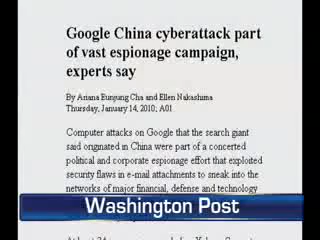 Google China cyberattack part
of vast espionage campaign,
experts say
By Ariana Eunjung Cha and Ellen Nakashima
Thursday, January 14, 2010; A01
Computer attacks on Google that the search giant
said originated in China were part of a concerted
political and corporate espionage effort that exploited
security flaws in e-mail attachments to sneak into the
networks of major financial, defense and technology
Washington Post